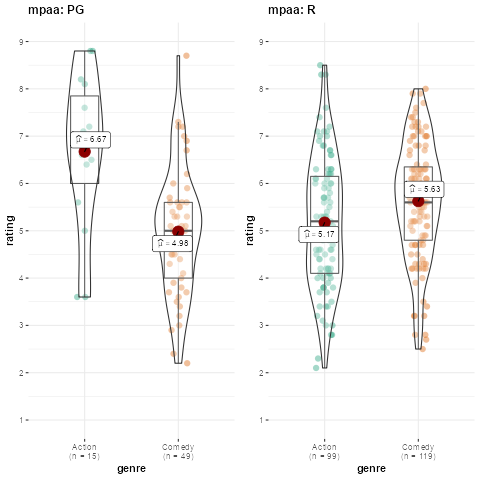 mpaa: PG
rating
9
8
7
6
5
4
3
2
1
μ̂ = 6.67
μ̂ = 4.98
Action
(n = 15)
Comedy
(n = 49)
genre
mpaa: R
rating
9
8
7
6
5
4
3
2
1
μ̂ = 5.17
μ̂ = 5.63
Action
(n = 99)
Comedy
(n = 119)
genre